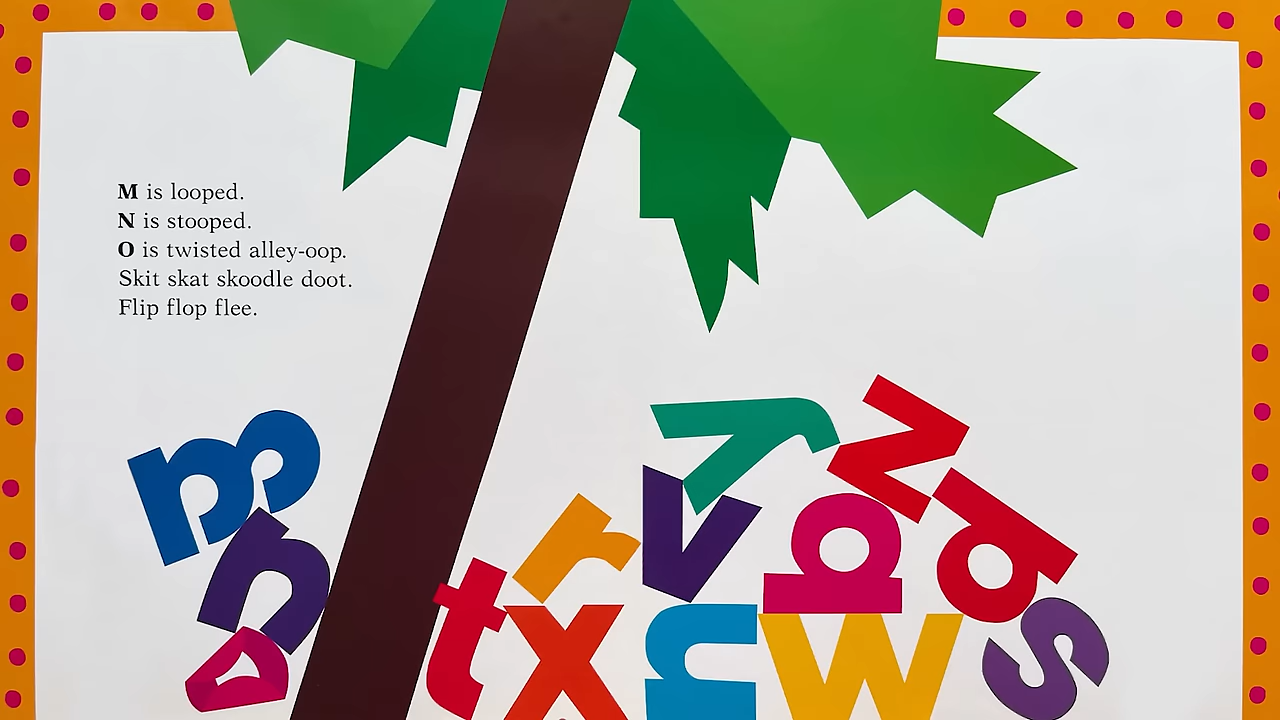 M is looped.
N is stooped.
O is twisted alley-oop.
Skit skat skoodle doot.
Flip flop flee.
m
n
o
t
r
x
y
v
z
q
p
s
u
w